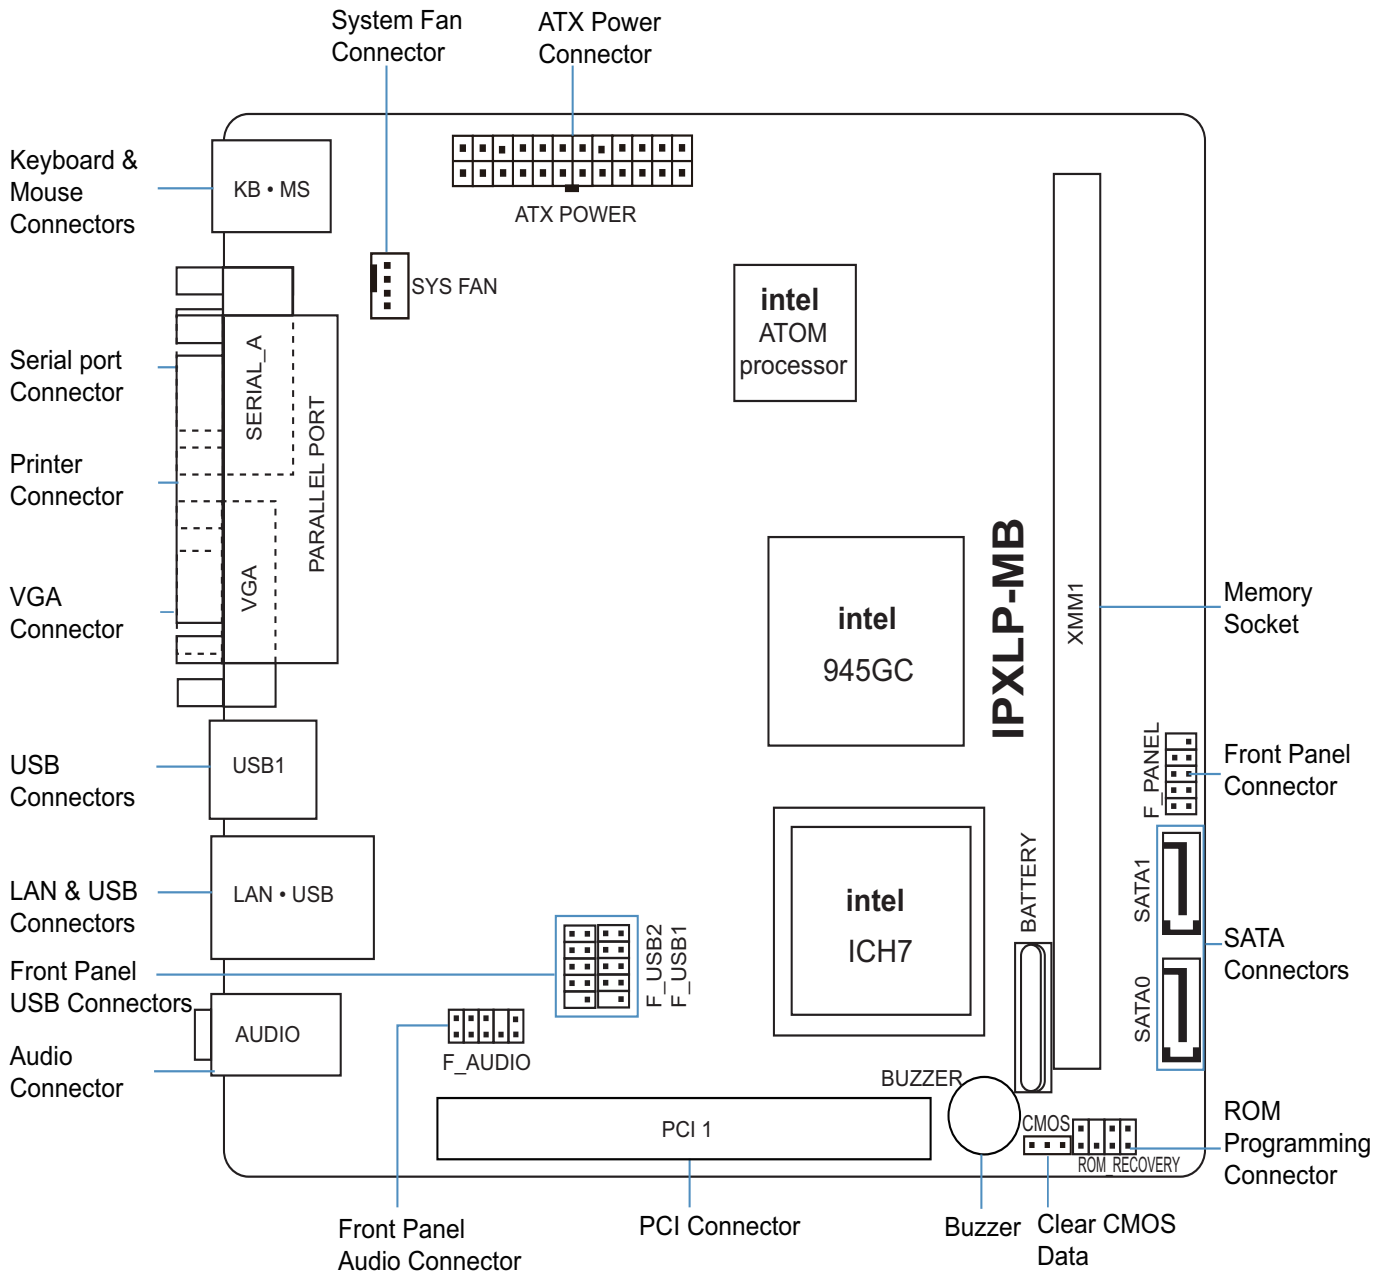 System Fan
Connector
ATX Power
Connector
Keyboard &
Mouse
Connectors
KB • MS
ATX POWER
SYS FAN
intel
ATOM
processor
Serial port
Connector
SERIAL_A
Printer
Connector
PARALLEL PORT
VGA
Connector
VGA
intel
945GC
IPXLP-MB
XMM1
Memory
Socket
USB
Connectors
USB1
F_PANEL
Front Panel
Connector
LAN & USB
Connectors
LAN • USB
intel
ICH7
BATTERY
SATA1
SATA0
SATA
Connectors
Front Panel
USB Connectors
F_USB2
F_USB1
AUDIO
Audio
Connector
F_AUDIO
BUZZER
PCI 1
CMOS
ROM_RECOVERY
ROM
Programming
Connector
Front Panel
Audio Connector
PCI Connector
Buzzer
Clear CMOS
Data